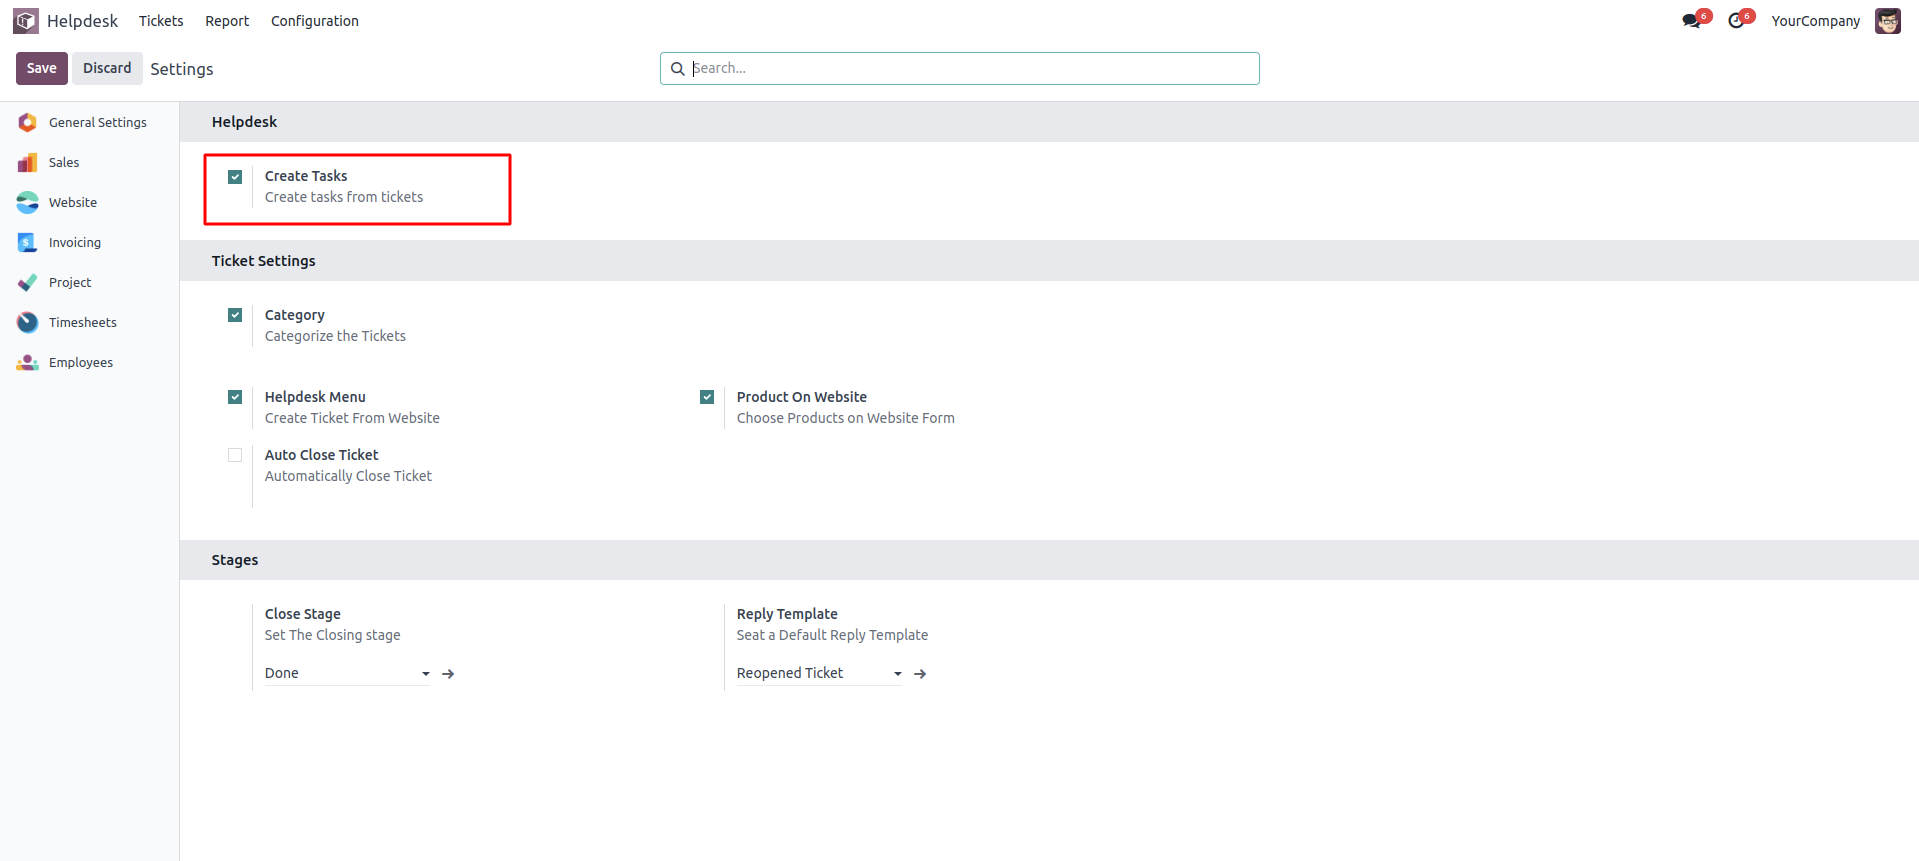 Helpdesk Tickets Report Configuration 6 6 YourCompany
Save Discard Settings Search...
General Settings
Sales
Website
Invoicing
Project
Timesheets
Employees
Helpdesk
Create Tasks
Create tasks from tickets
Ticket Settings
Category
Categorize the Tickets
Helpdesk Menu
Create Ticket From Website
Product On Website
Choose Products on Website Form
Auto Close Ticket
Automatically Close Ticket
Stages
Close Stage
Set The Closing stage
Done
Reply Template
Seat a Default Reply Template
Reopened Ticket